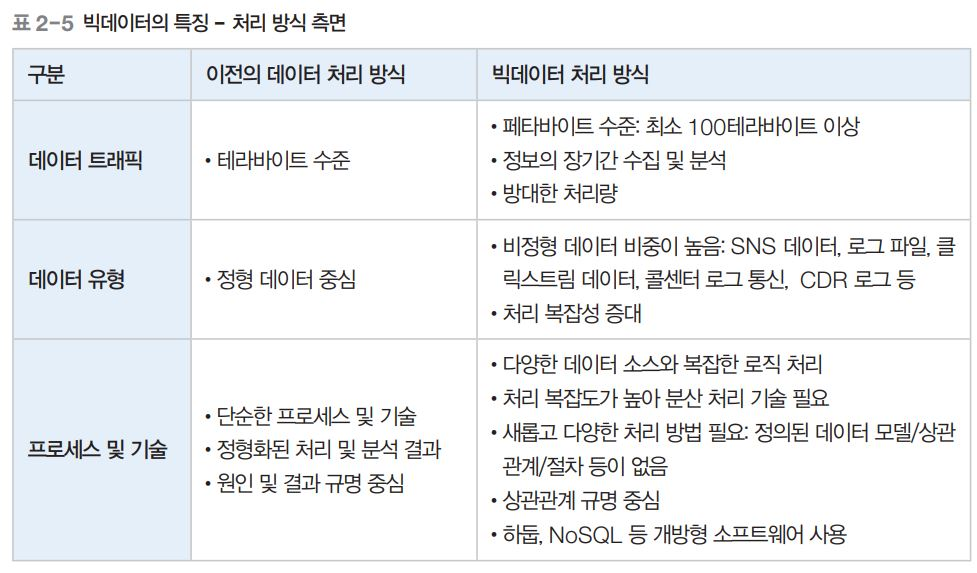 표 2-5 빅데이터의 특징 - 처리 방식 측면
구분
이전의 데이터 처리 방식
빅데이터 처리 방식
데이터 트래픽
• 테라바이트 수준
• 페타바이트 수준: 최소 100테라바이트 이상
• 정보의 장기간 수집 및 분석
• 방대한 처리량
데이터 유형
• 정형 데이터 중심
• 비정형 데이터 비중이 높음: SNS 데이터, 로그 파일, 클
릭스트림 데이터, 콜센터 로그 통신, CDR 로그 등
• 처리 복잡성 증대
프로세스 및 기술
• 단순한 프로세스 및 기술
• 정형화된 처리 및 분석 결과
• 원인 및 결과 규명 중심
• 다양한 데이터 소스와 복잡한 로직 처리
• 처리 복잡도가 높아 분산 처리 기술 필요
• 새롭고 다양한 처리 방법 필요: 정의된 데이터 모델/상관
관계/절차 등이 없음
• 상관관계 규명 중심
• 하둡, NoSQL 등 개방형 소프트웨어 사용